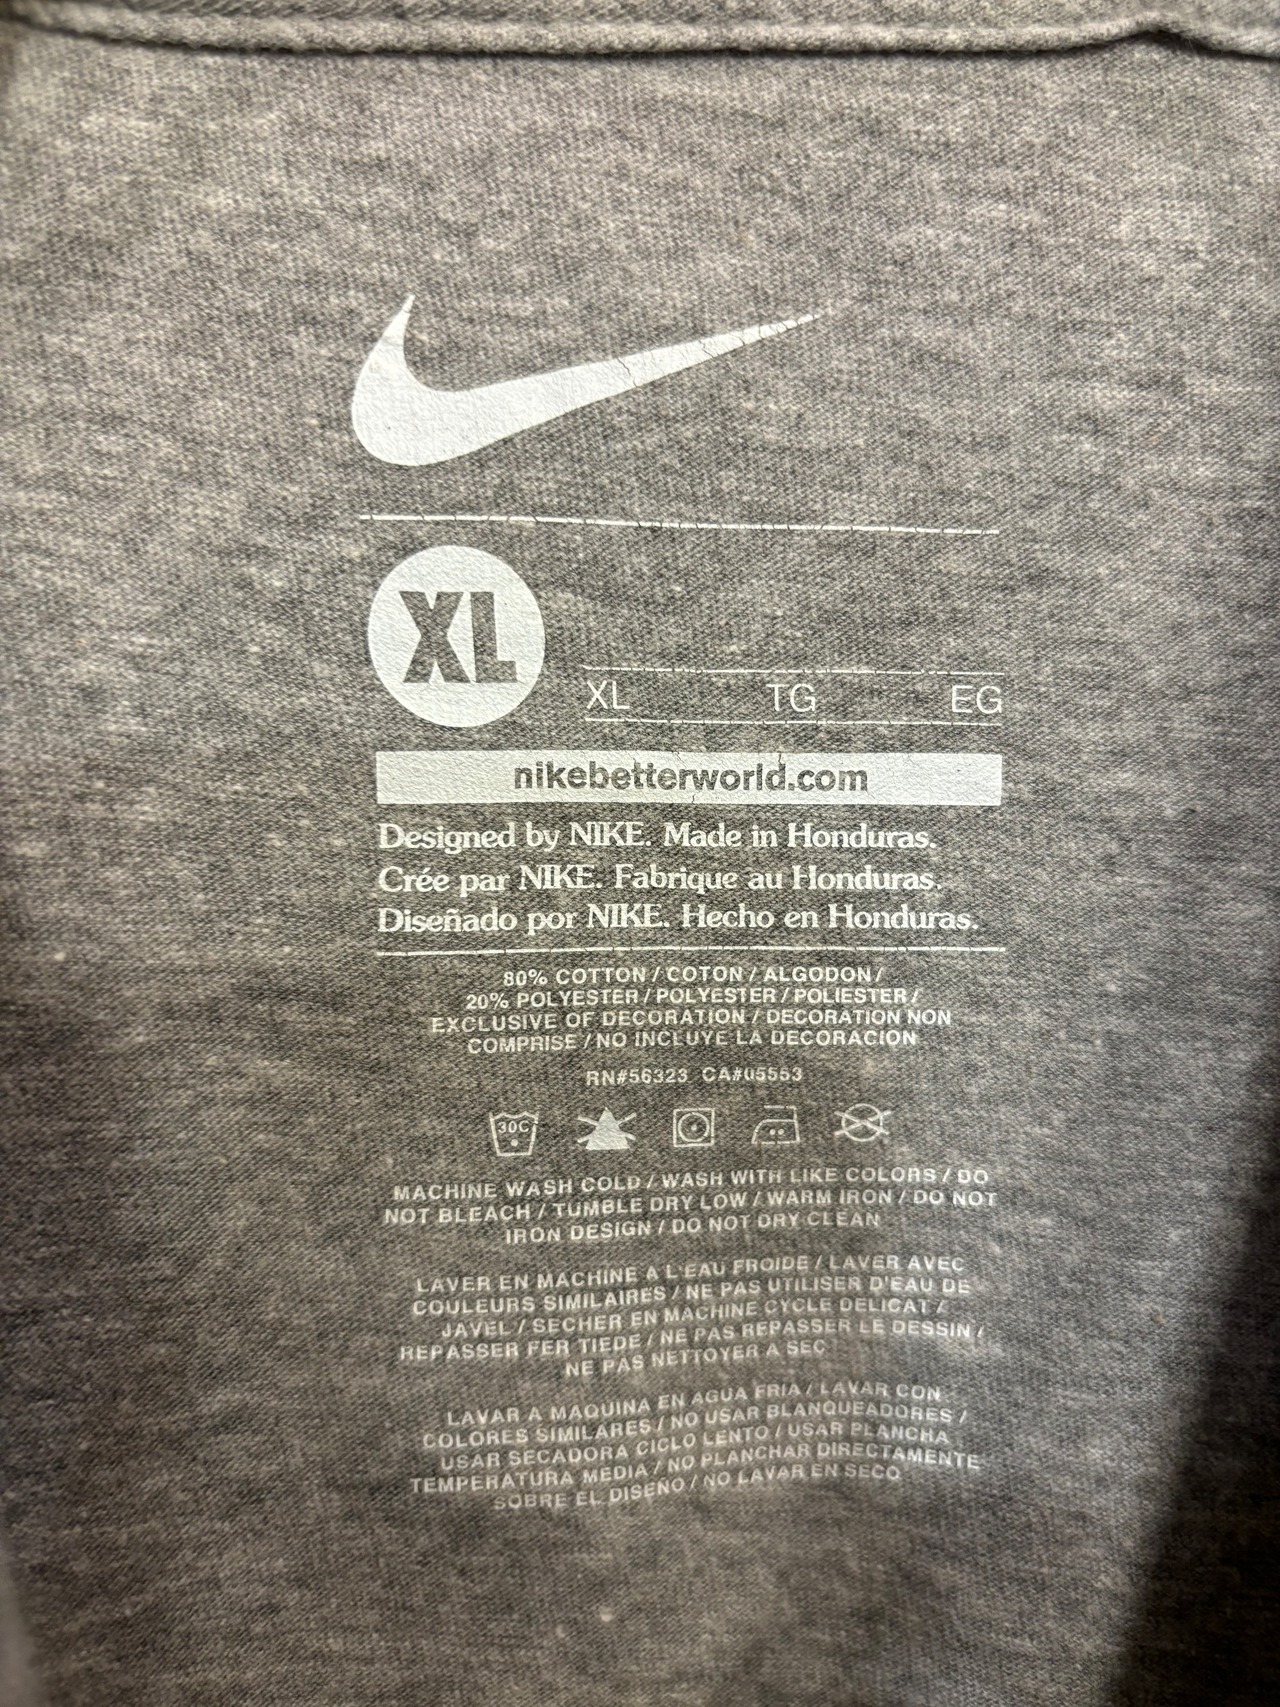 XL
XL TG EG
nikebetterworld.com
Designed by NIKE. Made in Honduras.
Crée par NIKE. Fabrique au Honduras.
Diseñado por NIKE. Hecho en Honduras.
80% COTTON / COTON / ALGODON /
20% POLYESTER / POLYESTER / POLIESTER /
EXCLUSIVE OF DECORATION / DECORATION NON
COMPRISE / NO INCLUYE LA DECORACION
RN#56323 CA#05553
30C
MACHINE WASH COLD / WASH WITH LIKE COLORS / DO
NOT BLEACH / TUMBLE DRY LOW / WARM IRON / DO NOT
IRON DESIGN / DO NOT DRY CLEAN
LAVER EN MACHINE A L'EAU FROIDE / LAVER AVEC
COULEURS SIMILAIRES / NE PAS UTILISER D'EAU DE
JAVEL / SECHER EN MACHINE CYCLE DELICAT /
REPASSER FER TIEDE / NE PAS REPASSER LE DESSIN /
NE PAS NETTOYER A SEC
LAVAR A MAQUINA EN AGUA FRIA / LAVAR CON
COLORES SIMILARES / NO USAR BLANQUEADORES /
USAR SECADORA CICLO LENTO / USAR PLANCHA
TEMPERATURA MEDIA / NO PLANCHAR DIRECTAMENTE
SOBRE EL DISENO / NO LAVAR EN SECO